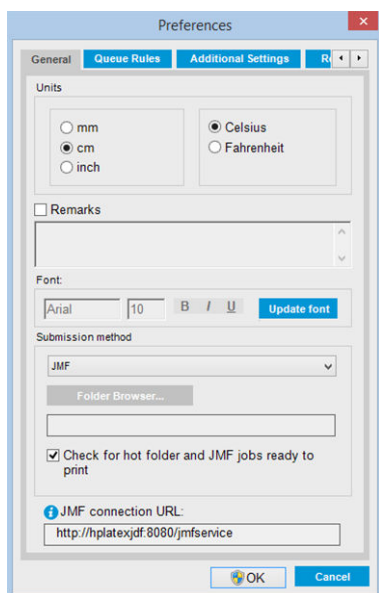 Preferences
General Queue Rules Additional Settings
Units
mm
cm
inch
Celsius
Fahrenheit
Remarks
Font:
Arial 10 B I U Update font
Submission method
JMF
Folder Browser...
Check for hot folder and JMF jobs ready to
print
JMF connection URL:
http://hplatexjdf:8080/jmfservice
OK Cancel